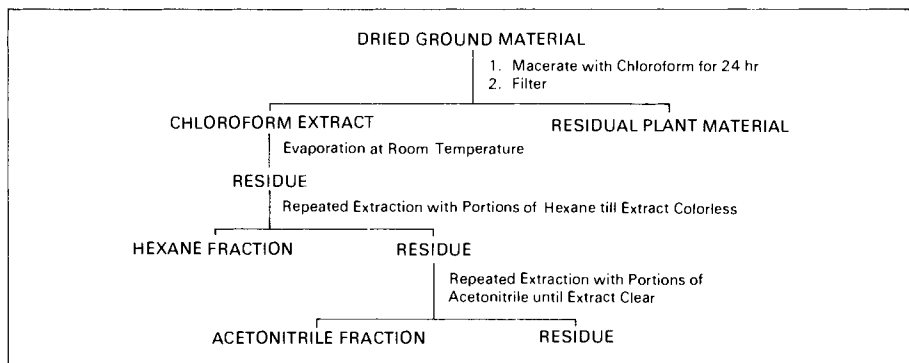 DRIED GROUND MATERIAL
1. Macerate with Chloroform for 24 hr
2. Filter
CHLOROFORM EXTRACT RESIDUAL PLANT MATERIAL
Evaporation at Room Temperature
RESIDUE
Repeated Extraction with Portions of Hexane till Extract Colorless
HEXANE FRACTION RESIDUE
Repeated Extraction with Portions of
Acetonitrile until Extract Clear
ACETONITRILE FRACTION RESIDUE